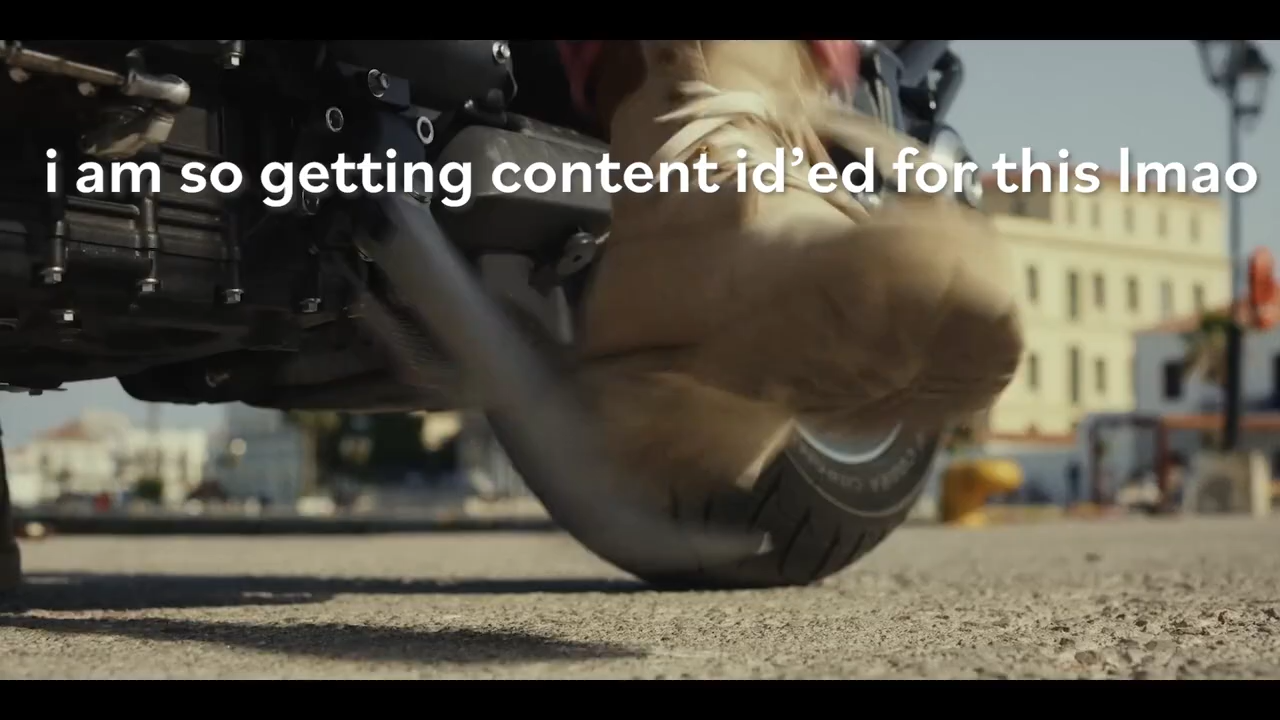 i am so getting content id’ed for this lmao